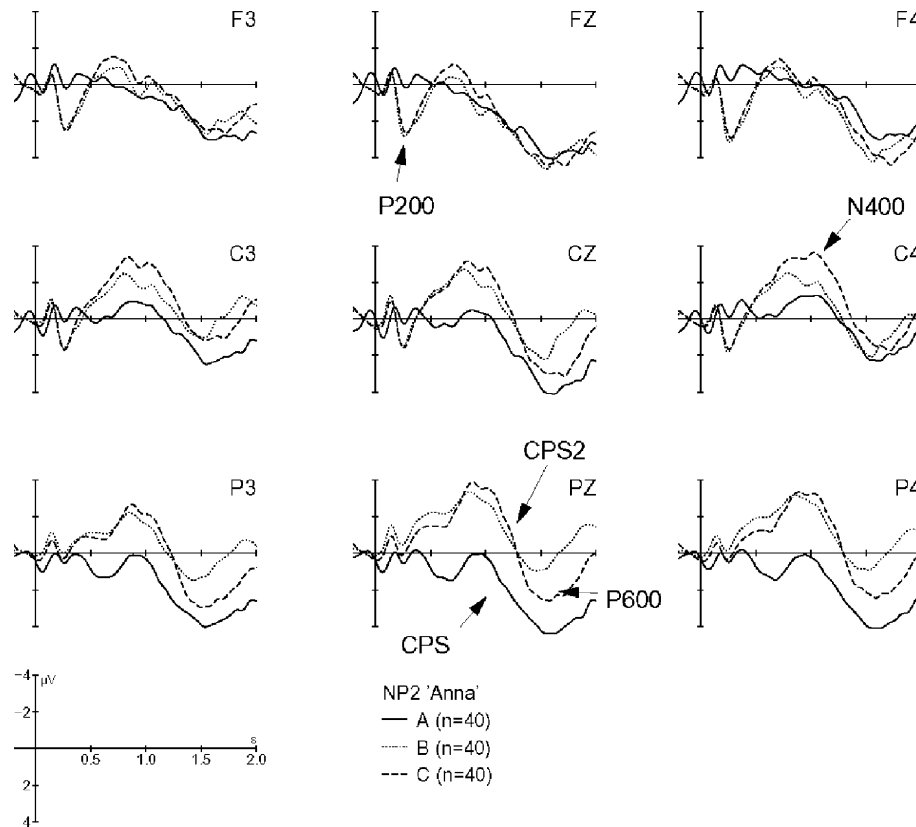 F3 FZ F4
P200
N400
C3 CZ C4
CPS2
P3 PZ P4
P600
CPS
−4
μV
−2
s
0.5 1.0 1.5 2.0
2
4
NP2 'Anna'
A (n=40)
B (n=40)
C (n=40)